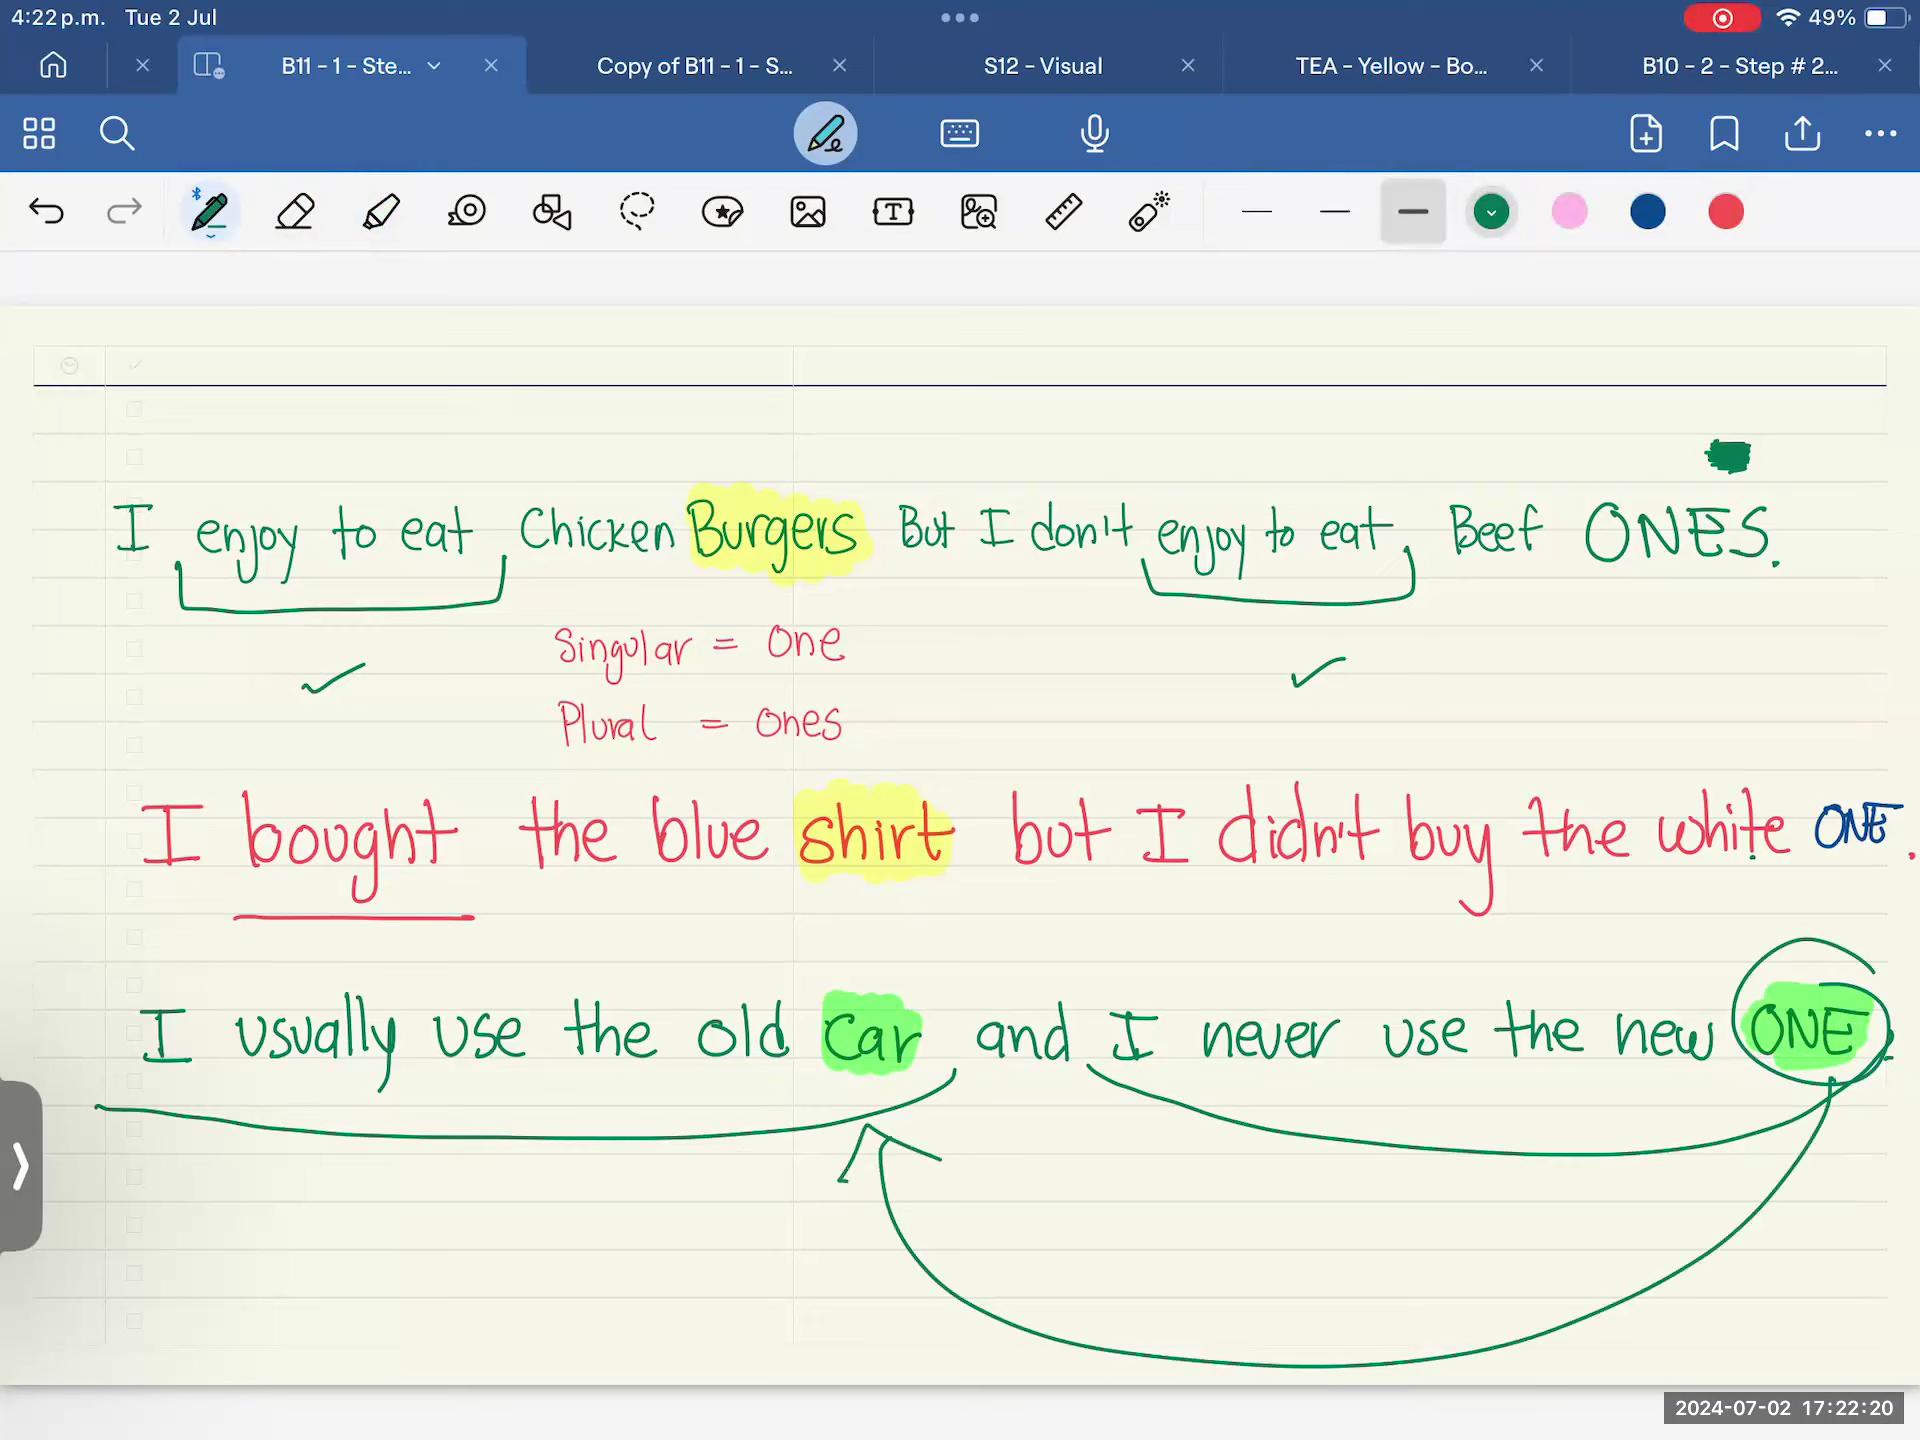 4:22 p.m. Tue 2 Jul
49%
B11 - 1 - Ste...
Copy of B11 - 1 - S...
S12 - Visual
TEA - Yellow - Bo...
B10 - 2 - Step # 2...
I enjoy to eat Chicken Burgers But I don't enjoy to eat Beef ONES.
Singular = One
Plural = Ones
I bought the blue shirt but I didn't buy the white ONE.
I usually use the old Car and I never use the new ONE.
2024-07-02 17:22:20